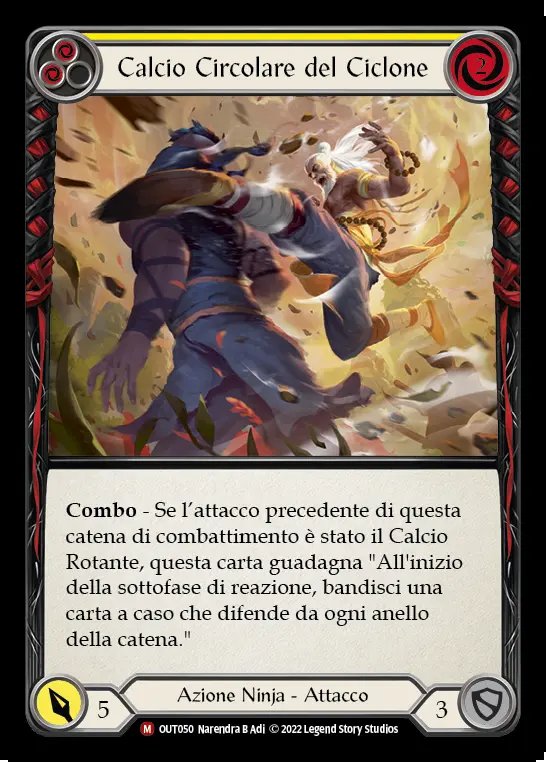 Calcio Circolare del Ciclone
2
Combo - Se l'attacco precedente di questa
catena di combattimento è stato il Calcio
Rotante, questa carta guadagna "All'inizio
della sottofase di reazione, bandisci una
carta a caso che difende da ogni anello
della catena."
5
Azione Ninja - Attacco
3
M OUT050 Narendra B Adi © 2022 Legend Story Studios